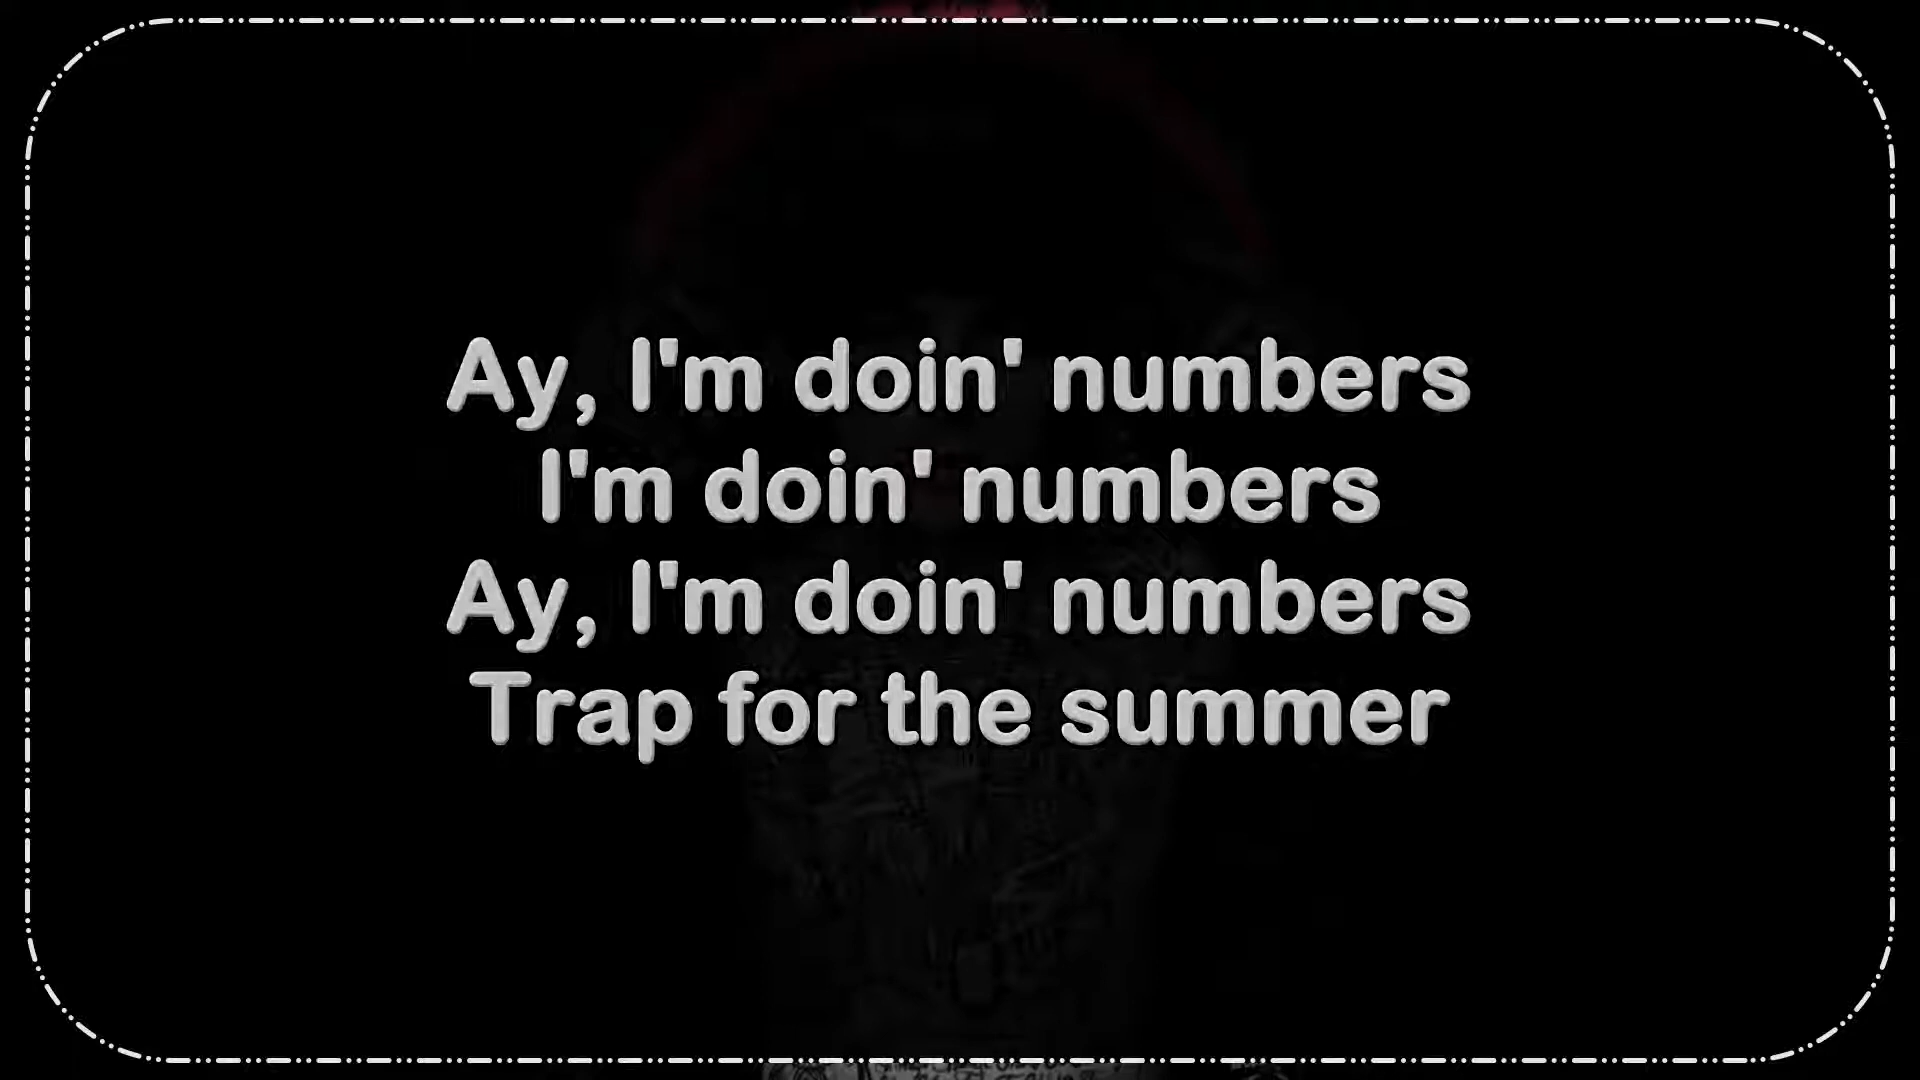 Ay, I'm doin' numbers
I'm doin' numbers
Ay, I'm doin' numbers
Trap for the summer